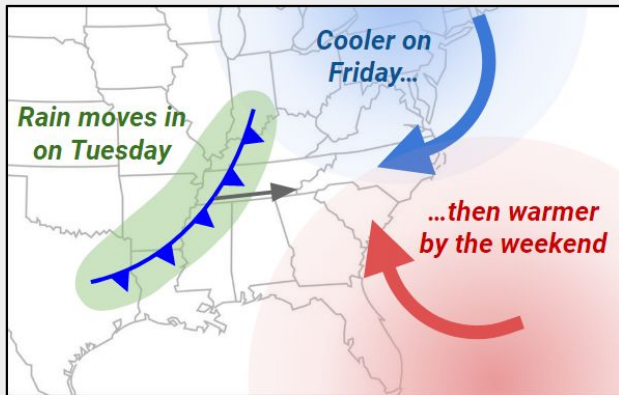 Cooler on
Friday...
Rain moves in
on Tuesday
...then warmer
by the weekend